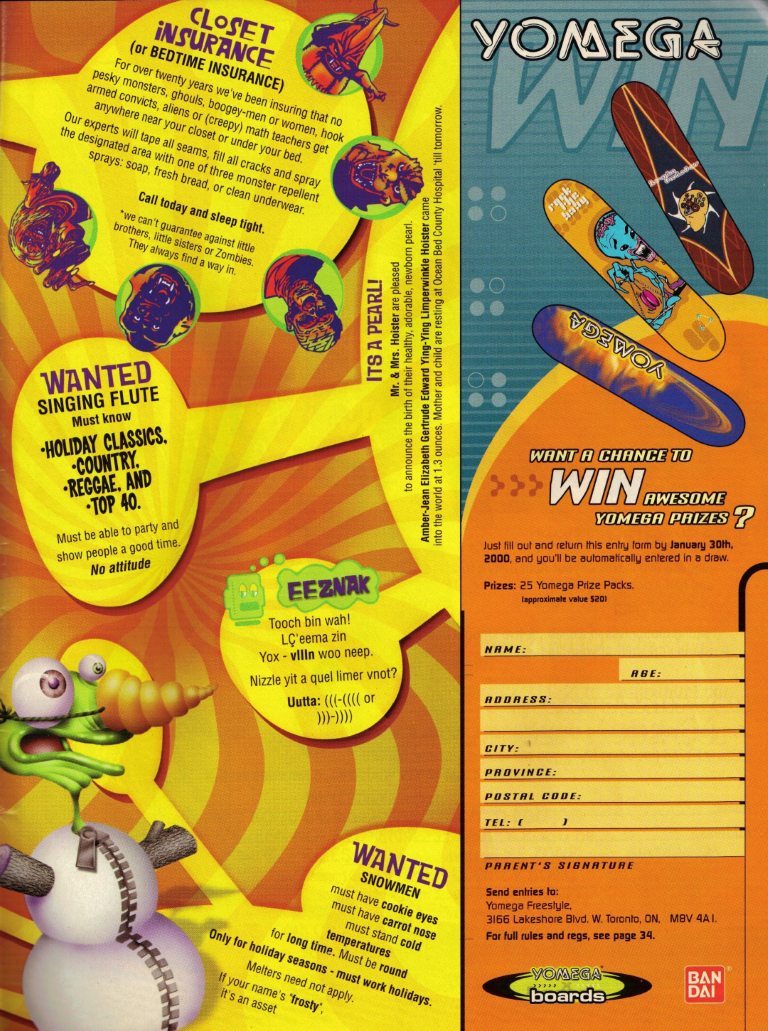 CLOSET
INSURANCE
(or BEDTIME INSURANCE)
For over twenty years we've been insuring that no
pesky monsters, ghouls, boogey-men or women, hook
armed convicts, aliens or (creepy) math teachers get
anywhere near your closet or under your bed.
Our experts will tape all seams, fill all cracks and spray
the designated area with one of three monster repellent
sprays: soap, fresh bread, or clean underwear.
Call today and sleep tight.
*we can't guarantee against little
brothers, little sisters or Zombies.
They always find a way in.
WANTED
SINGING FLUTE
Must know
•HOLIDAY CLASSICS,
•COUNTRY,
•REGGAE, AND
•TOP 40.
Must be able to party and
show people a good time.
No attitude
ITS A PEARL!
Mr. & Mrs. Hoister are pleased
to announce the birth of their healthy, adorable, newborn pearl.
Amber-Jean Elizabeth Gertrude Edward Ying-Ying Limperwinkle Hoister came
into the world at 1.3 ounces. Mother and child are resting at Ocean Bed County Hospital 'till tomorrow.
EEZNAK
Tooch bin wah!
LÇ'eema zin
Yox - vllln woo neep.
Nizzle yit a quel limer vnot?
Uutta: (((-(((( or
)))-))))
WANTED
SNOWMEN
must have cookie eyes
must have carrot nose
must stand cold
temperatures
for long time. Must be round
Only for holiday seasons - must work holidays.
Melters need not apply.
If your name's "frosty",
it's an asset
YOMEGA
WIN
rock
the
baby
YOMEGA
WANT A CHANCE TO
>>> WIN AWESOME
YOMEGA PRIZES ?
Just fill out and return this entry form by January 30th,
2000, and you'll be automatically entered in a draw.
Prizes: 25 Yomega Prize Packs.
(approximate value $20)
NAME:
AGE:
ADDRESS:
CITY:
PROVINCE:
POSTAL CODE:
TEL: ( )
PARENT'S SIGNATURE
Send entries to:
Yomega Freestyle,
3166 Lakeshore Blvd. W. Toronto, ON, M8V 4A1.
For full rules and regs, see page 34.
YOMEGA
>>>>>
boards
BAN
DAI
®